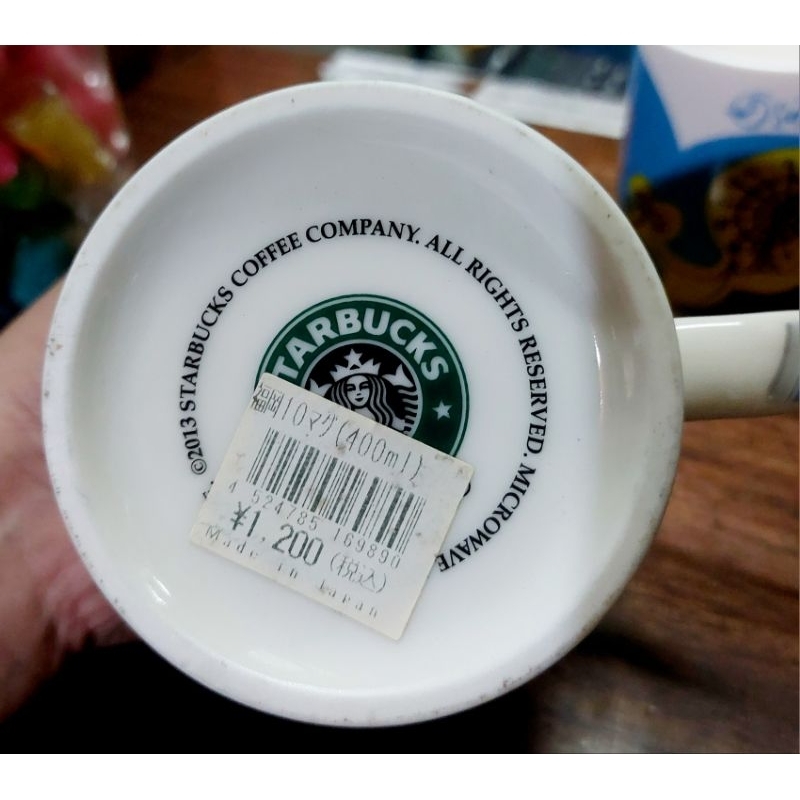 ©2013 STARBUCKS COFFEE COMPANY. ALL RIGHTS RESERVED. MICROWAVE
TARBUCKS
福岡10マグ(400ml)
4 524785 169890
¥1,200(税込)
Made in Japan